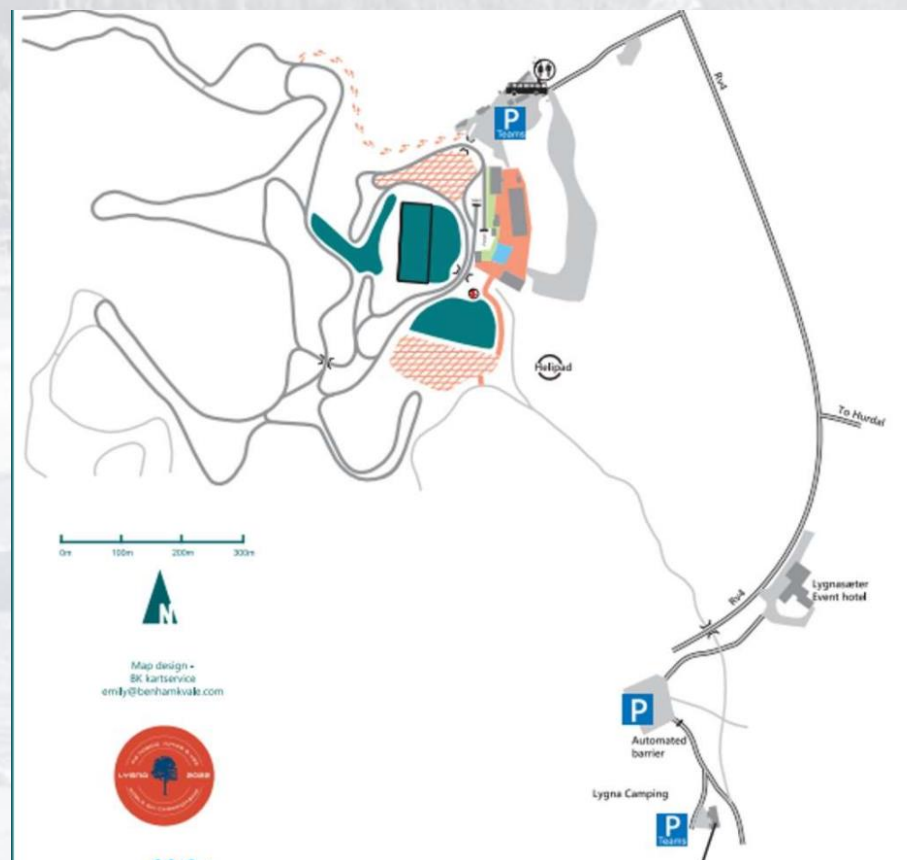 Rv4
P
Teams
Helipad
To Hurdal
Lygnasæter
Event hotel
Rv4
0m 100m 200m 300m
N
Map design -
BK kartservice
emily@benhamkvale.com
P
Automated
barrier
LYGNA 2022
Lygna Camping
P
Teams